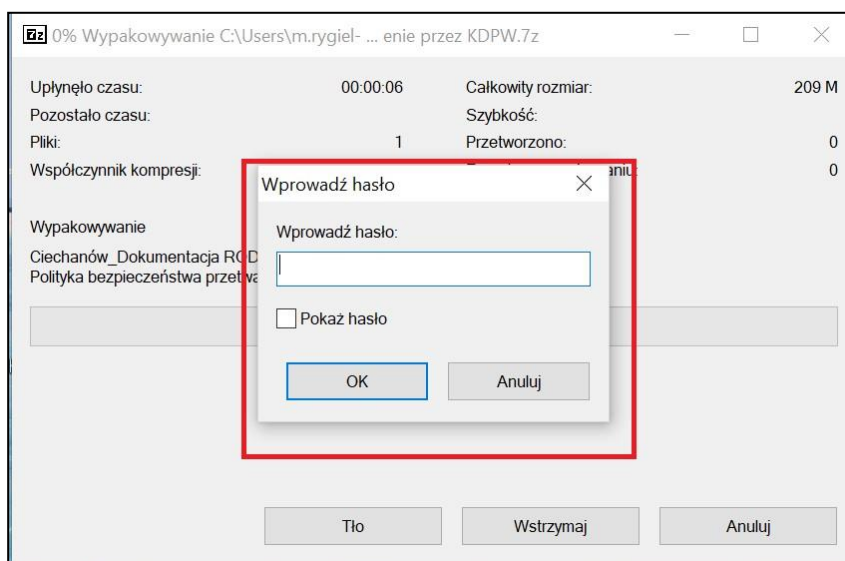 7z 0% Wypakowywanie C:\Users\m.rygiel- ... enie przez KDPW.7z
Upłynęło czasu: 00:00:06 Całkowity rozmiar: 209 M
Pozostało czasu: Szybkość:
Pliki: 1 Przetworzono: 0
Współczynnik kompresji: 0
Wprowadź hasło
Wypakowywanie
Wprowadź hasło:
Ciechanów_Dokumentacja
Polityka bezpieczeństwa
Pokaż hasło
OK Anuluj
Tło Wstrzymaj Anuluj